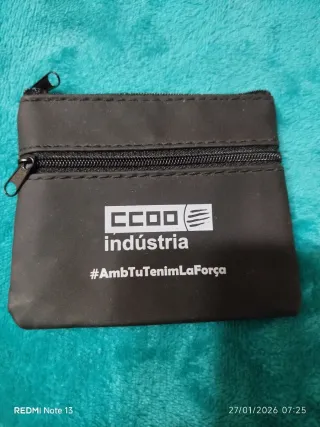 CCOO
indústria
#AmbTuTenimLaForça
REDMI Note 13
27/01/2026 07:25